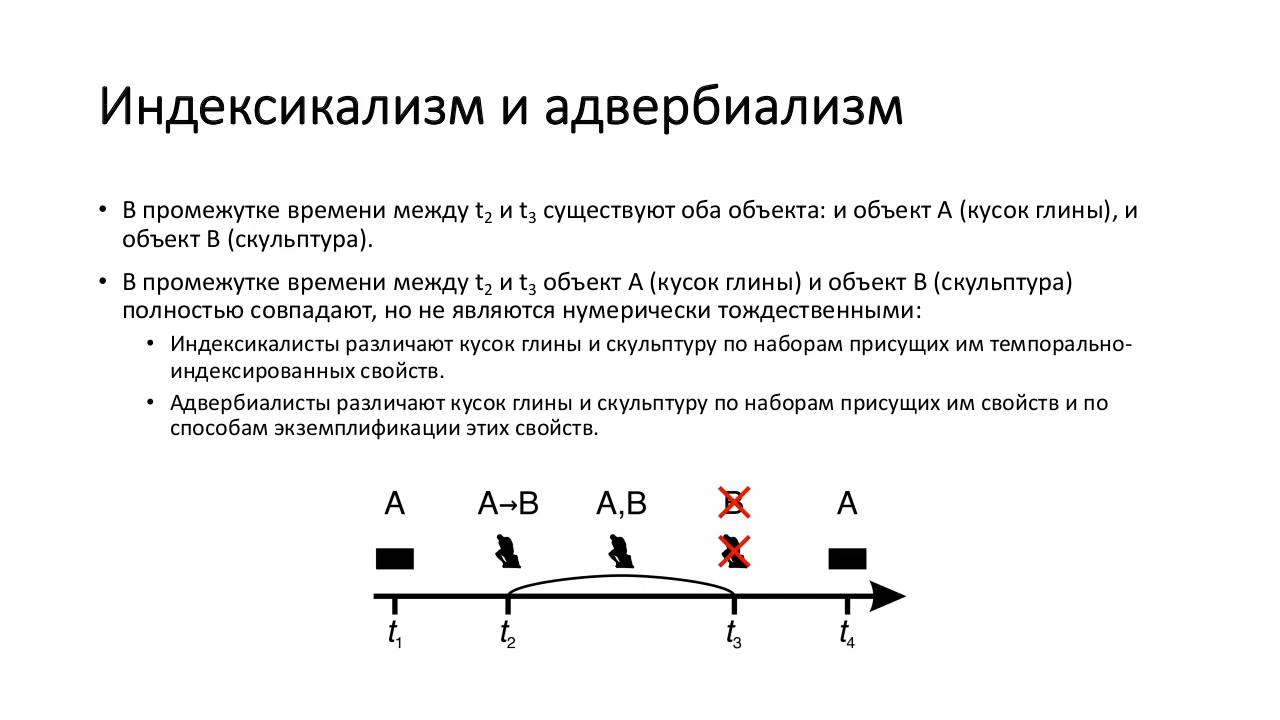 Индексикализм и адвербиализм
• В промежутке времени между t₂ и t₃ существуют оба объекта: и объект A (кусок глины), и
объект B (скульптура).
• В промежутке времени между t₂ и t₃ объект A (кусок глины) и объект B (скульптура)
полностью совпадают, но не являются нумерически тождественными:
• Индексикалисты различают кусок глины и скульптуру по наборам присущих им темпорально-
индексированных свойств.
• Адвербиалисты различают кусок глины и скульптуру по наборам присущих им свойств и по
способам экземплификации этих свойств.
A A→B A,B B A
t₁ t₂ t₃ t₄